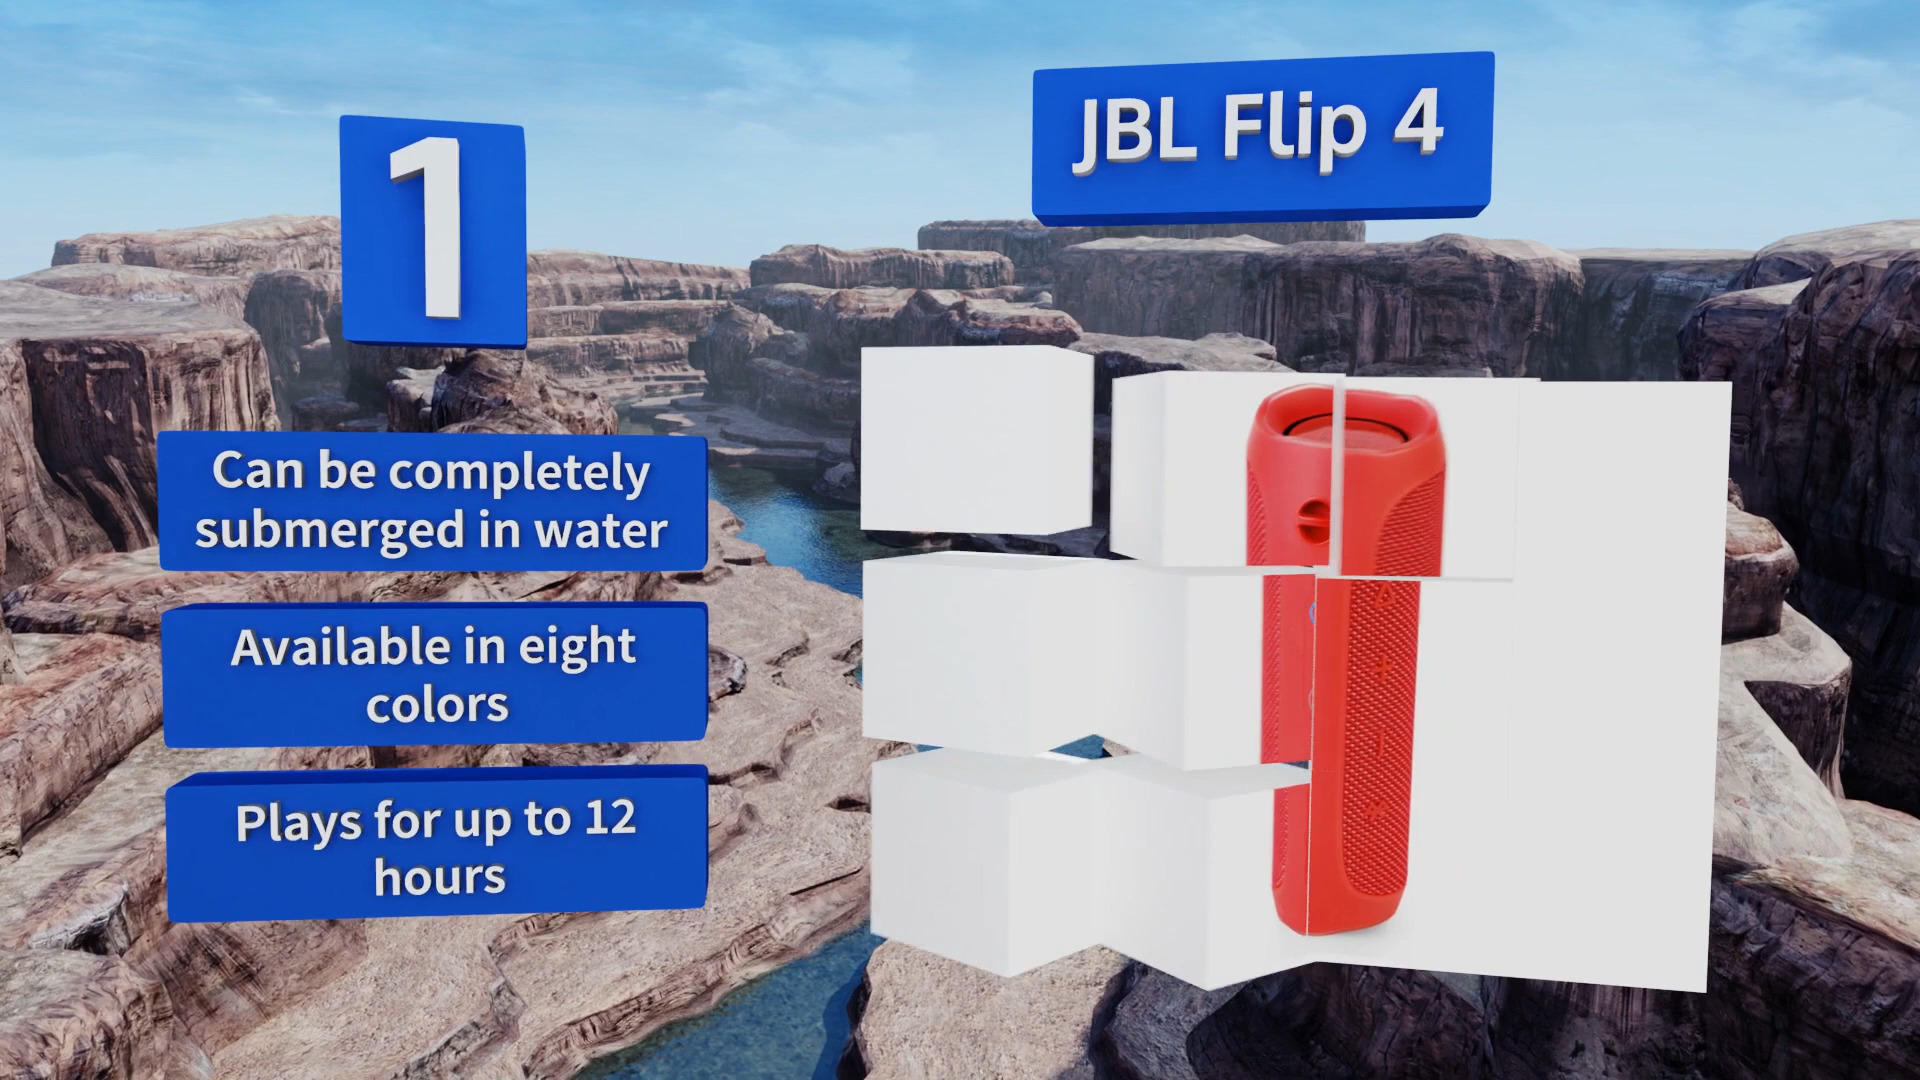 1
JBL Flip 4
Can be completely
submerged in water
Available in eight
colors
Plays for up to 12
hours